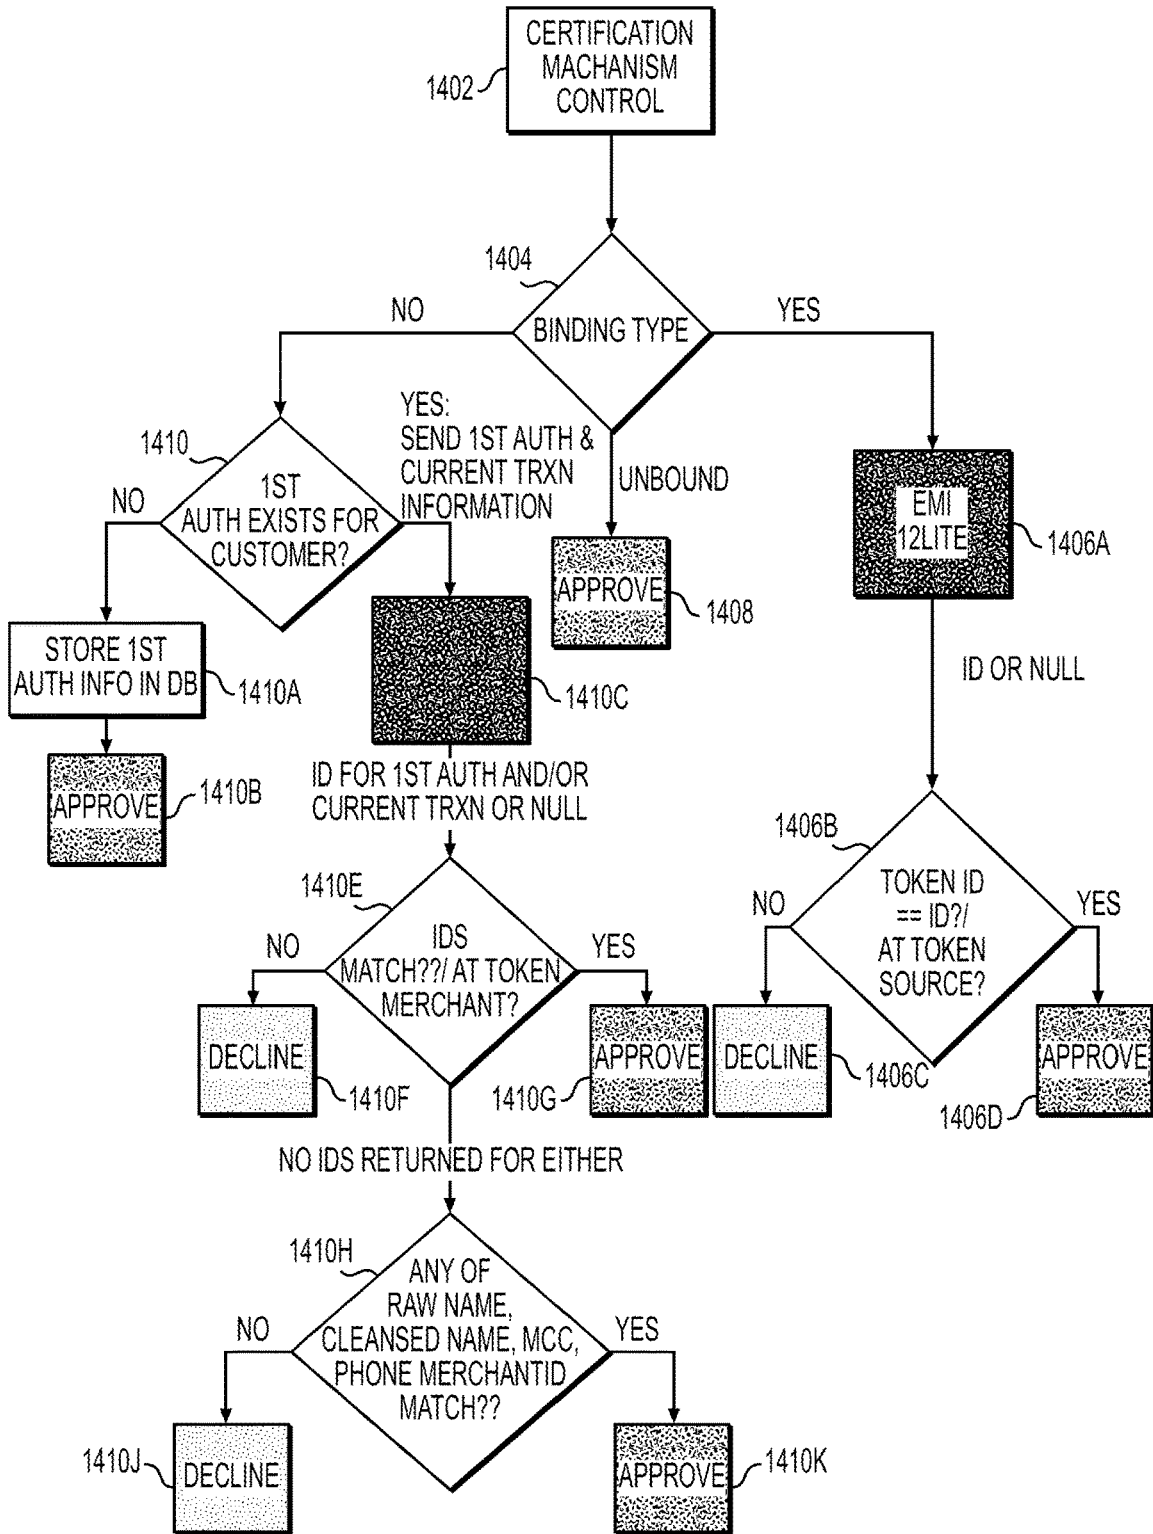 CERTIFICATION
MACHANISM
CONTROL
1402
1404
BINDING TYPE
NO
YES
UNBOUND
1410
1ST
AUTH EXISTS FOR
CUSTOMER?
NO
YES:
SEND 1ST AUTH &
CURRENT TRXN
INFORMATION
APPROVE
1408
EMI
12LITE
1406A
STORE 1ST
AUTH INFO IN DB
1410A
APPROVE
1410B
1410C
ID FOR 1ST AUTH AND/OR
CURRENT TRXN OR NULL
ID OR NULL
1406B
TOKEN ID
== ID?/
AT TOKEN
SOURCE?
NO
YES
DECLINE
1406C
APPROVE
1406D
1410E
IDS
MATCH??/ AT TOKEN
MERCHANT?
NO
YES
DECLINE
1410F
APPROVE
1410G
NO IDS RETURNED FOR EITHER
1410H
ANY OF
RAW NAME,
CLEANSED NAME, MCC,
PHONE MERCHANTID
MATCH??
NO
YES
DECLINE
1410J
APPROVE
1410K